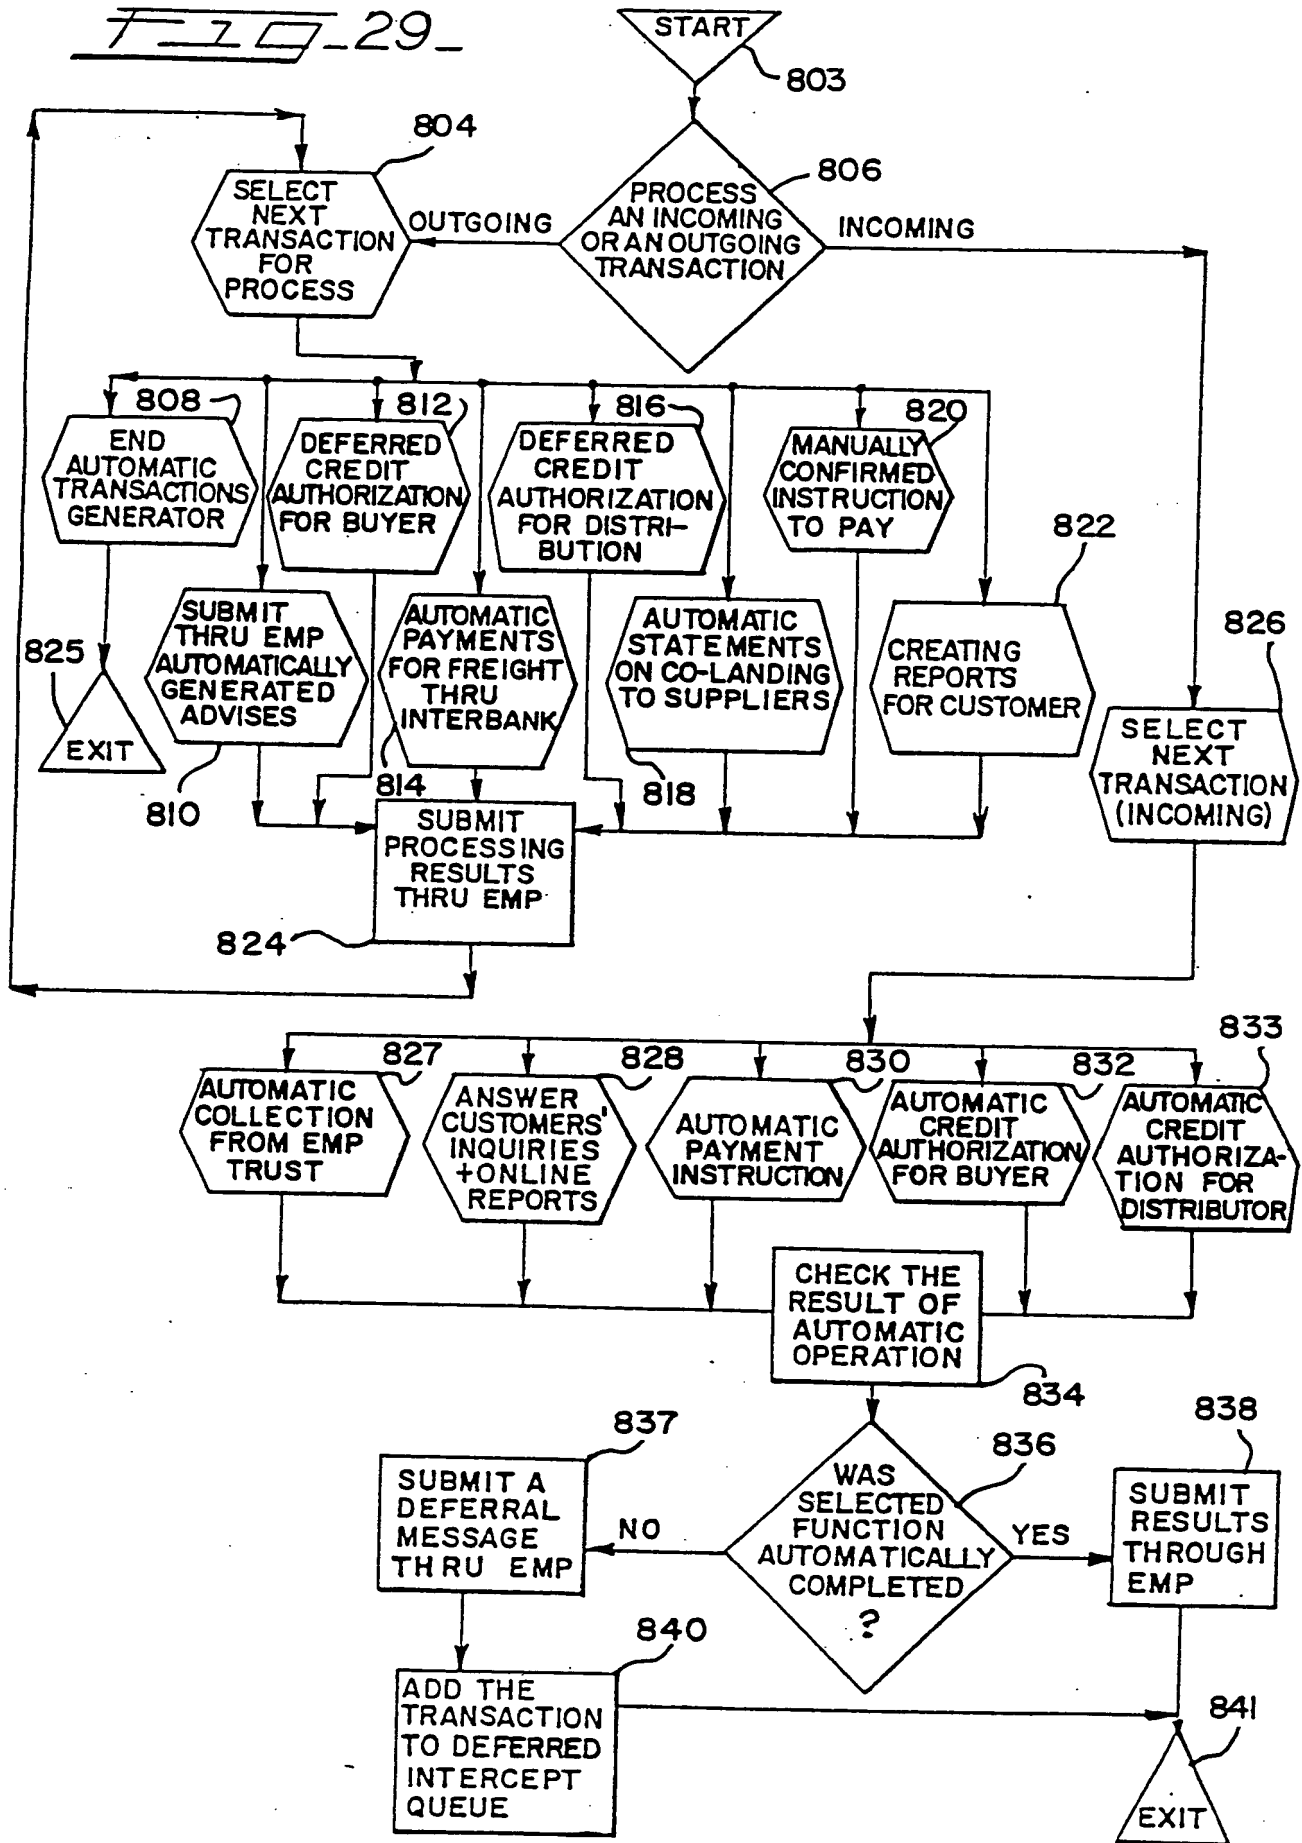 FIG_29_
START
803
804
806
SELECT
NEXT
TRANSACTION
FOR
PROCESS
OUTGOING
PROCESS
AN INCOMING
OR AN OUTGOING
TRANSACTION
INCOMING
808
END
AUTOMATIC
TRANSACTIONS
GENERATOR
812
DEFERRED
CREDIT
AUTHORIZATION
FOR BUYER
816
DEFERRED
CREDIT
AUTHORIZATION
FOR DISTRI-
BUTION
820
MANUALLY
CONFIRMED
INSTRUCTION
TO PAY
822
825
EXIT
SUBMIT
THRU EMP
AUTOMATICALLY
GENERATED
ADVISES
810
AUTOMATIC
PAYMENTS
FOR FREIGHT
THRU
INTERBANK
814
AUTOMATIC
STATEMENTS
ON CO-LANDING
TO SUPPLIERS
818
CREATING
REPORTS
FOR CUSTOMER
826
SELECT
NEXT
TRANSACTION
(INCOMING)
SUBMIT
PROCESSING
RESULTS
THRU EMP
824
827
AUTOMATIC
COLLECTION
FROM EMP
TRUST
828
ANSWER
CUSTOMERS'
INQUIRIES
+ONLINE
REPORTS
830
AUTOMATIC
PAYMENT
INSTRUCTION
832
AUTOMATIC
CREDIT
AUTHORIZATION
FOR BUYER
833
AUTOMATIC
CREDIT
AUTHORIZA-
TION FOR
DISTRIBUTOR
CHECK THE
RESULT OF
AUTOMATIC
OPERATION
834
837
SUBMIT A
DEFERRAL
MESSAGE
THRU EMP
NO
836
WAS
SELECTED
FUNCTION
AUTOMATICALLY
COMPLETED
?
YES
838
SUBMIT
RESULTS
THROUGH
EMP
840
ADD THE
TRANSACTION
TO DEFERRED
INTERCEPT
QUEUE
841
EXIT